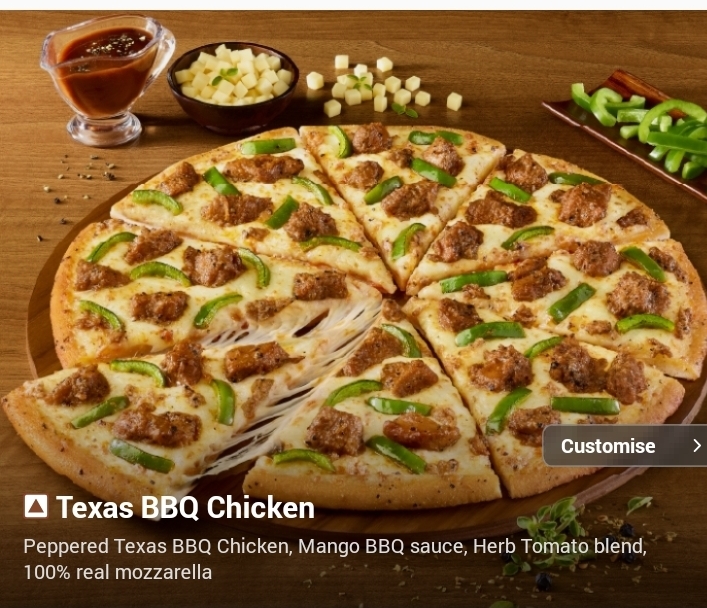 Customise
Texas BBQ Chicken
Peppered Texas BBQ Chicken, Mango BBQ sauce, Herb Tomato blend,
100% real mozzarella